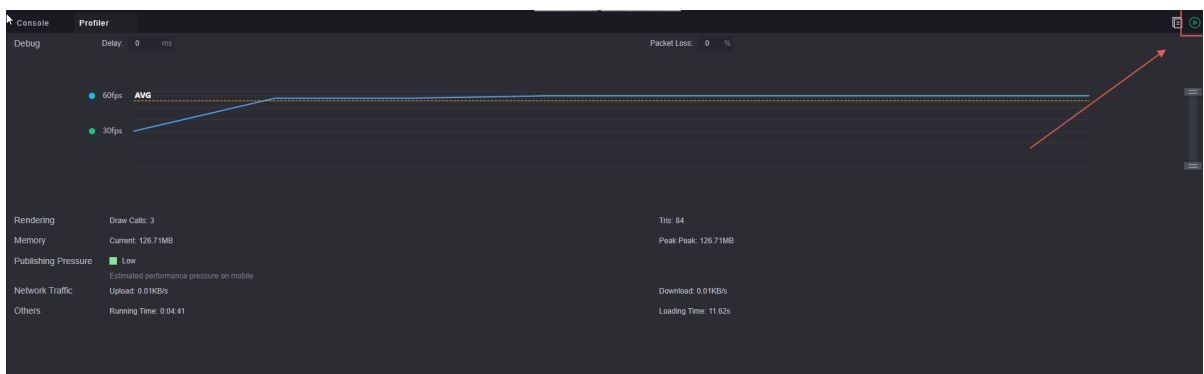 Console Profiler
Debug Delay: 0 ms Packet Loss: 0 %
60fps AVG
30fps
Rendering Draw Calls: 3 Tris: 84
Memory Current: 126.71MB Peak Peak: 126.71MB
Publishing Pressure Low
Estimated performance pressure on mobile
Network Traffic Upload: 0.01KB/s Download: 0.01KB/s
Others Running Time: 0:04:41 Loading Time: 11.62s